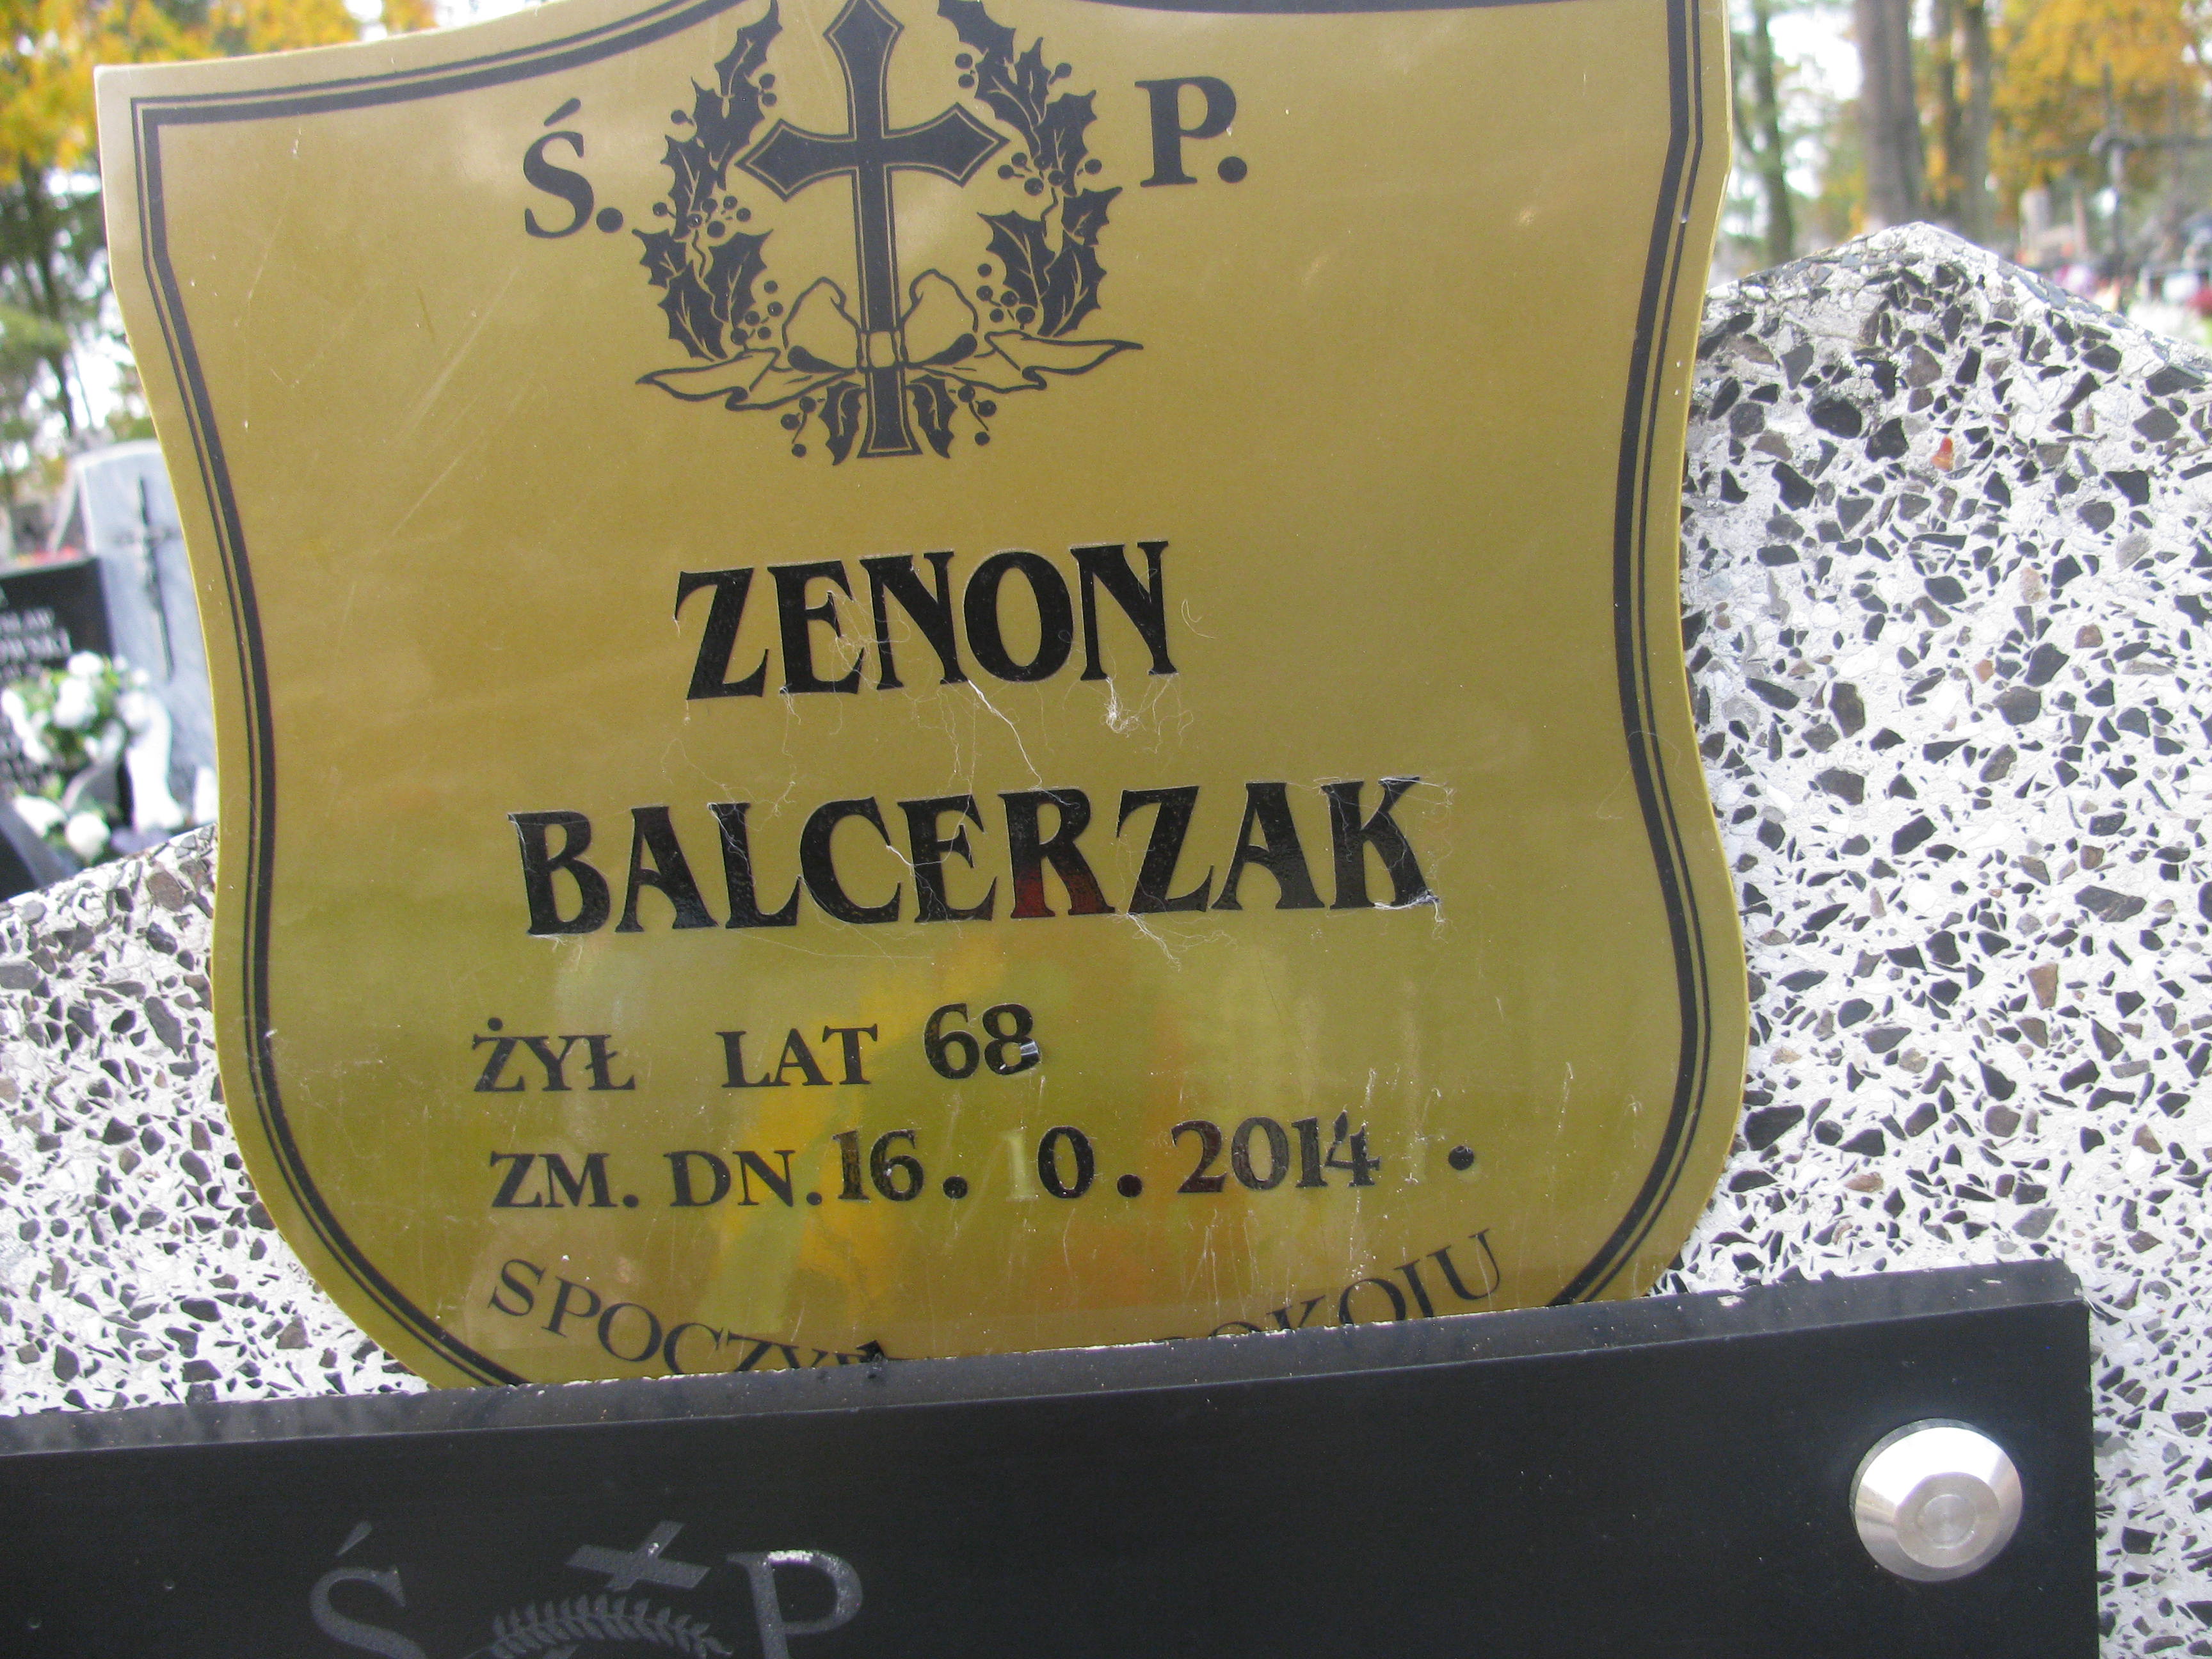 Ś. P.
ZENON
BALCERZAK
ŻYŁ LAT 68
ZM. DN. 16. 10. 2014 .
Ś P